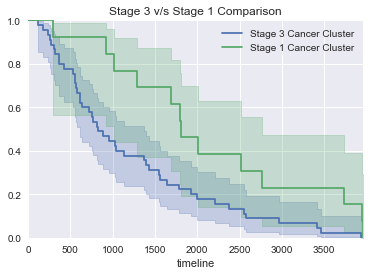 Stage 3 v/s Stage 1 Comparison
Stage 3 Cancer Cluster
Stage 1 Cancer Cluster
1.0
0.8
0.6
0.4
0.2
0.0
0 500 1000 1500 2000 2500 3000 3500
timeline